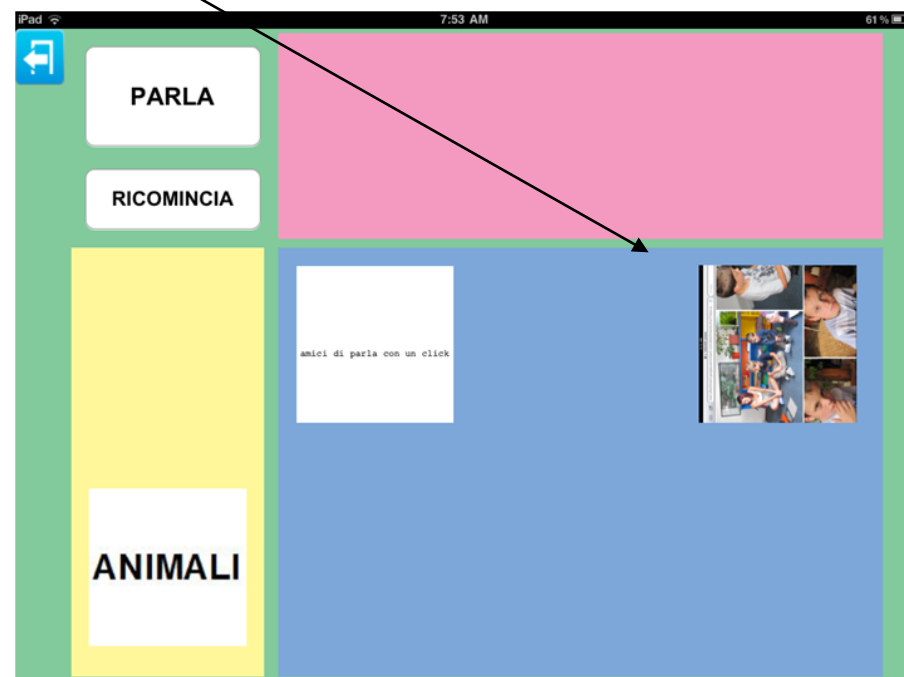 iPad 7:53 AM 61%
PARLA
RICOMINCIA
amici di parla con un click
ANIMALI